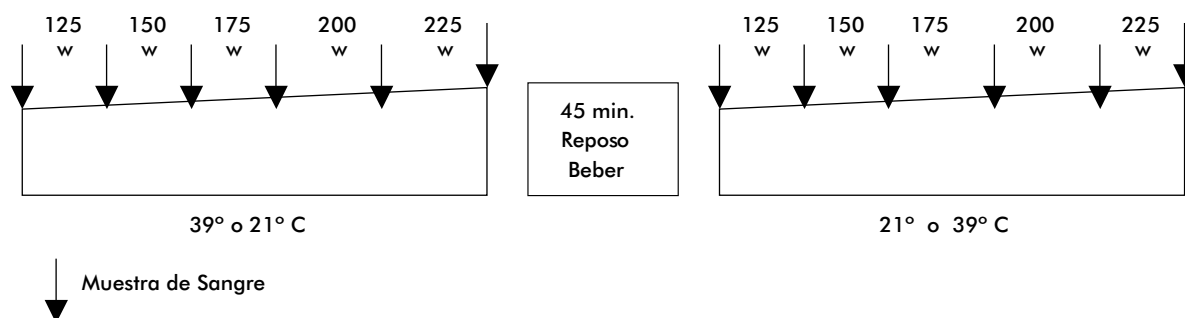 125 150 175 200 225
w w w w w
125 150 175 200 225
w w w w w
45 min.
Reposo
Beber
39º o 21º C
21º o 39º C
Muestra de Sangre